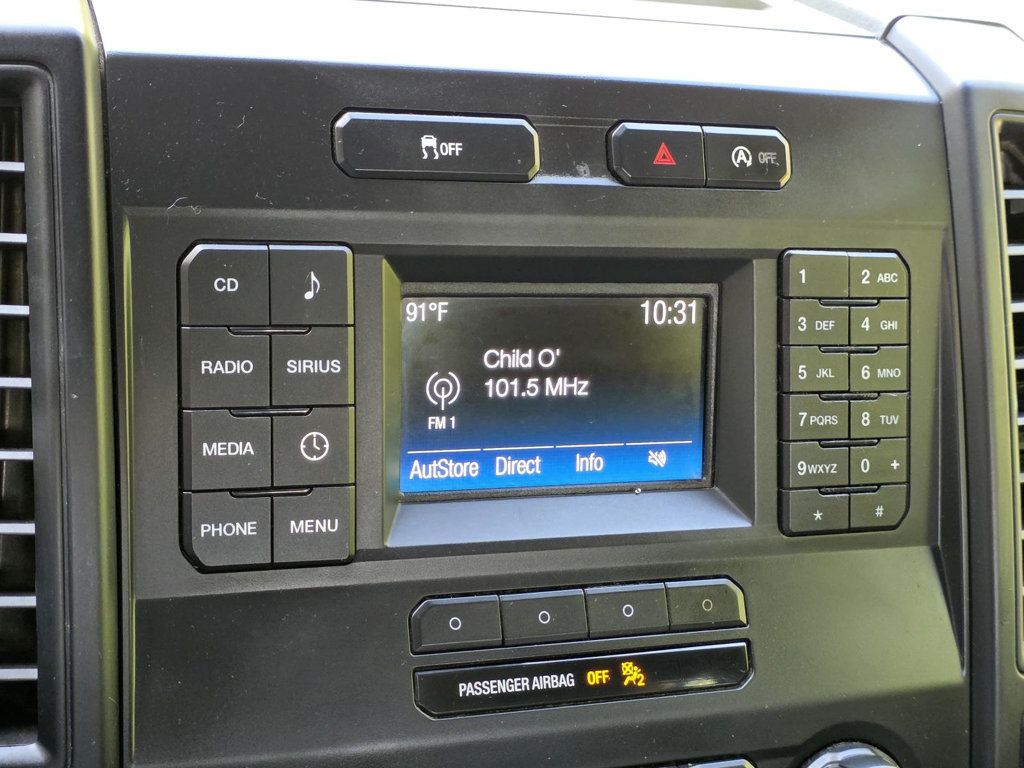 OFF
A OFF
CD
RADIO SIRIUS
MEDIA
PHONE MENU
91°F 10:31
Child O'
101.5 MHz
FM 1
AutStore Direct Info
1 2 ABC
3 DEF 4 GHI
5 JKL 6 MNO
7 PQRS 8 TUV
9 WXYZ 0 +
* #
PASSENGER AIRBAG OFF 2